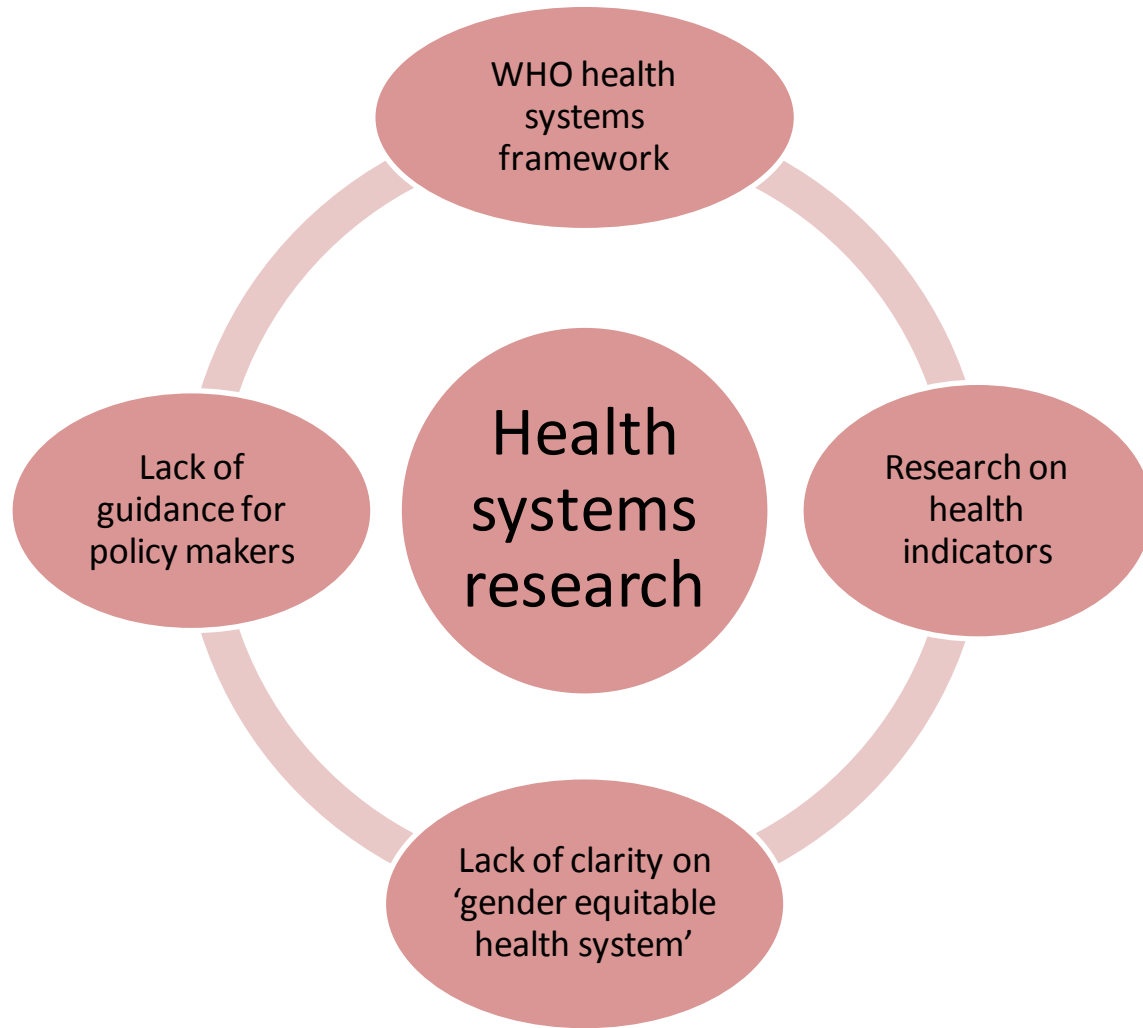 WHO health
systems
framework
Health
systems
research
Lack of
guidance for
policy makers
Research on
health
indicators
Lack of clarity on
‘gender equitable
health system’